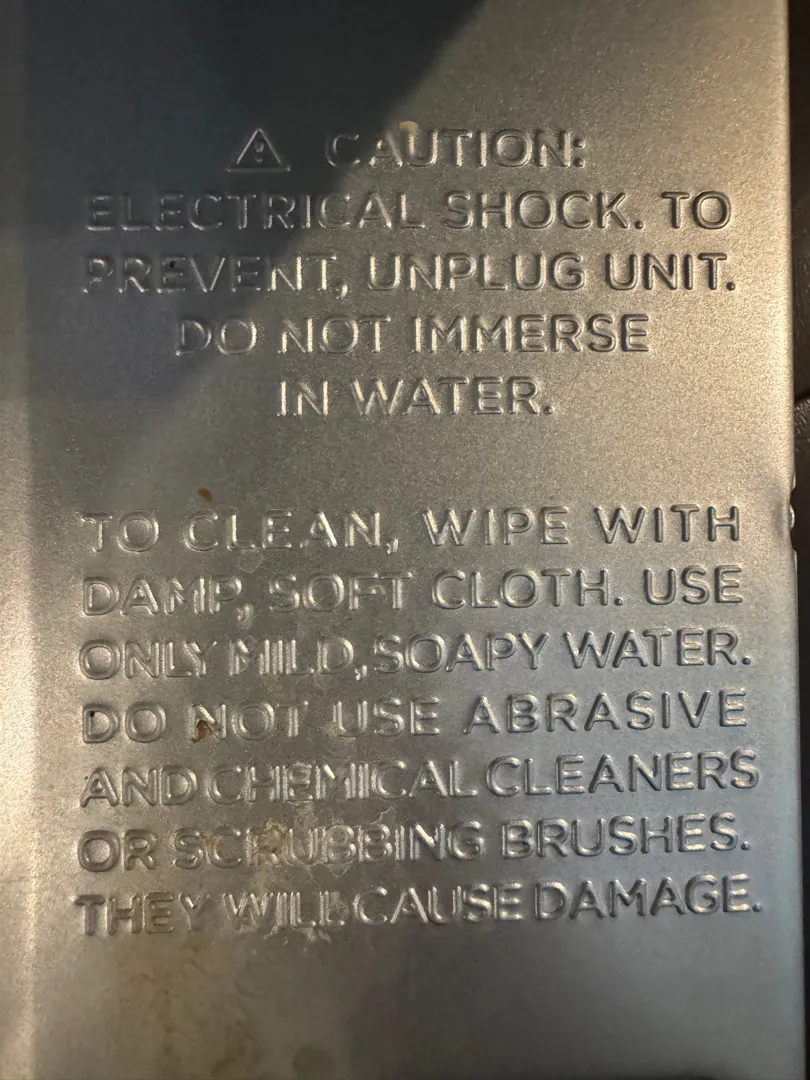 ⚠ CAUTION:
ELECTRICAL SHOCK. TO
PREVENT, UNPLUG UNIT.
DO NOT IMMERSE
IN WATER.
TO CLEAN, WIPE WITH
DAMP, SOFT CLOTH. USE
ONLY MILD, SOAPY WATER.
DO NOT USE ABRASIVE
AND CHEMICAL CLEANERS
OR SCRUBBING BRUSHES.
THEY WILL CAUSE DAMAGE.